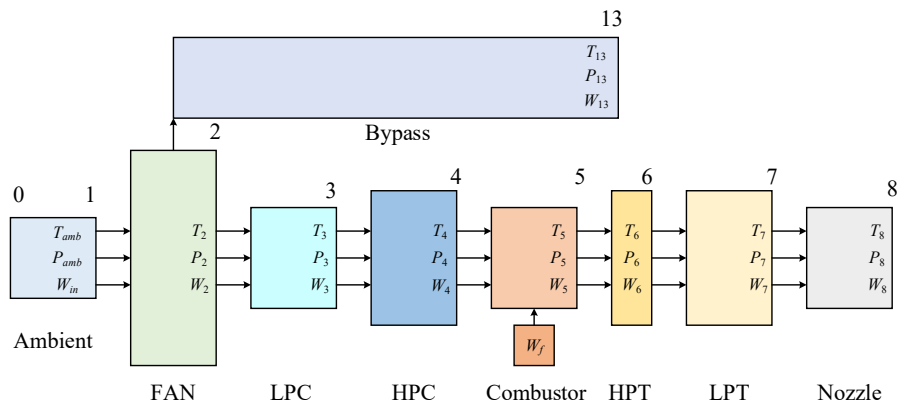 13
T13
P13
W13
Bypass
2
0 1 3 4 5 6 7 8
Tamb T2 T3 T4 T5 T6 T7 T8
Pamb P2 P3 P4 P5 P6 P7 P8
Win W2 W3 W4 W5 W6 W7 W8
Ambient
Wf
FAN LPC HPC Combustor HPT LPT Nozzle